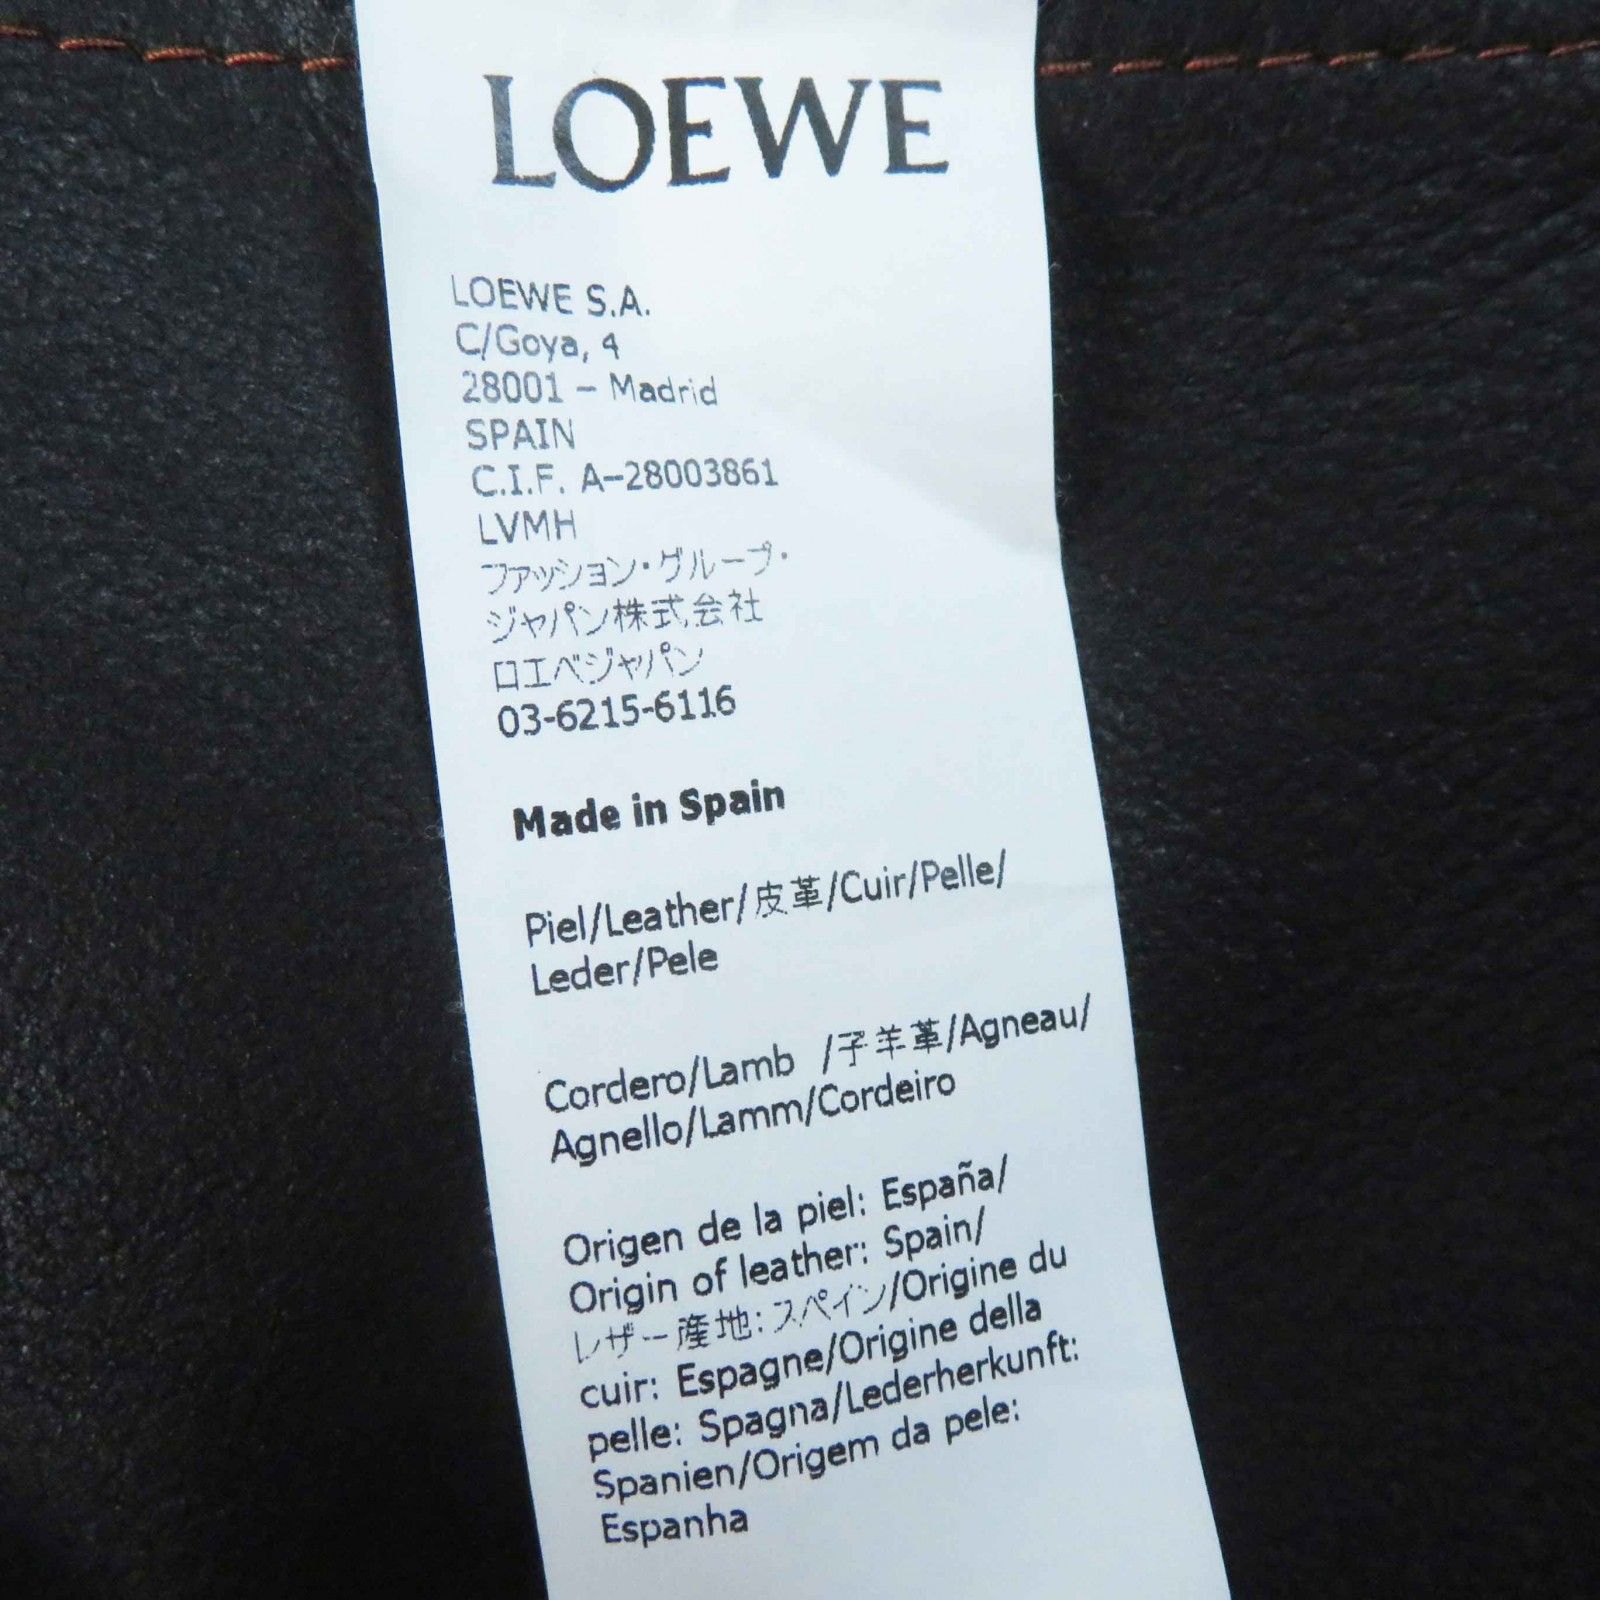 LOEWE
LOEWE S.A.
C/Goya, 4
28001 – Madrid
SPAIN
C.I.F. A–28003861
LVMH
ファッション・グループ・
ジャパン株式会社
ロエベジャパン
03-6215-6116
Made in Spain
Piel/Leather/皮革/Cuir/Pelle/
Leder/Pele
Cordero/Lamb /子羊革/Agneau/
Agnello/Lamm/Cordeiro
Origen de la piel: España/
Origin of leather: Spain/
レザー産地:スペイン/Origine du
cuir: Espagne/Origine della
pelle: Spagna/Lederherkunft:
Spanien/Origem da pele:
Espanha